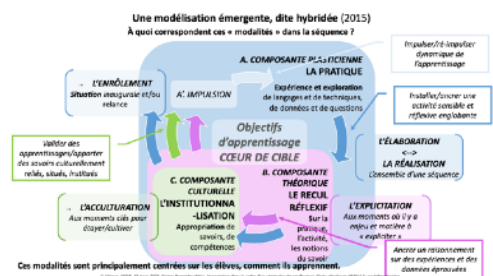 Une modélisation émergente, dite hybridée (2015)
À quoi correspondent ces « modalités » dans la séquence ?
A. COMPOSANTE PLASTICIENNE
LA PRATIQUE
Expérience et exploration
de langages et de techniques,
de données et de questions
Impulser/ré-impulser
dynamique de
l'apprentissage
→ L'ENRÔLEMENT
Situation inaugurale et/ou
relance
A'. IMPULSION
Installer/ancrer une
activité sensible et
réflexive englobante
Objectifs
d'apprentissage
CŒUR DE CIBLE
Valider des
apprentissages/apporter
des savoirs culturellement
reliés, situés, institués
L'ÉLABORATION
<-->
LA RÉALISATION
L'ensemble d'une séquence
C. COMPOSANTE
CULTURELLE
L'INSTITUTIONNA
-LISATION
Appropriation de
savoirs, de
compétences
B. COMPOSANTE
THÉORIQUE
LE RECUL
RÉFLEXIF
Sur la
pratique,
l'activité,
les notions
du savoir
→ L'ACCULTURATION
Aux moments clés pour
étayer/cultiver
L'EXPLICITATION
Aux moments où il y a
enjeu et matière à
« expliciter »
Ancrer un raisonnement
sur des expériences et des
données éprouvées
Ces modalités sont principalement centrées sur les élèves, comment ils apprennent.